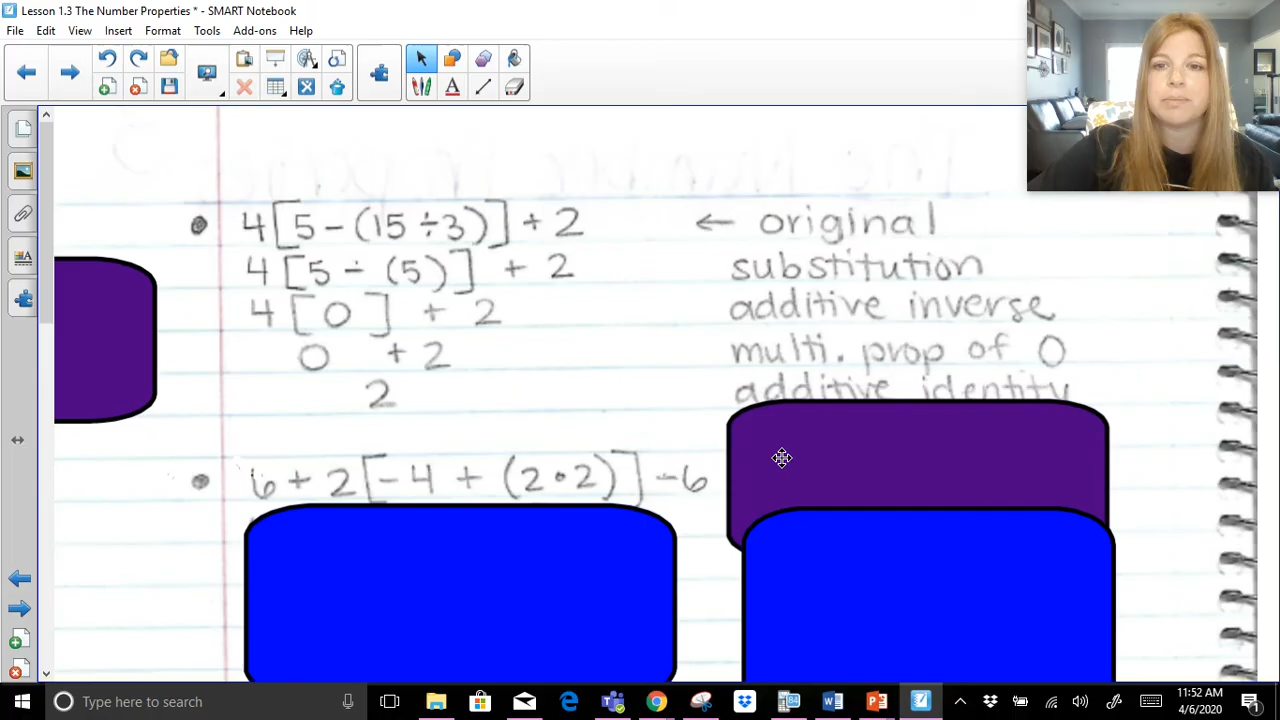 Lesson 1.3 The Number Properties * - SMART Notebook
File Edit View Insert Format Tools Add-ons Help
4[5-(15÷3)]+2 ← original
4[5-(5)] + 2 substitution
4[0] + 2 additive inverse
0 + 2 multi. prop of 0
2 additive identity
6+2[-4+(2•2)]-6
Type here to search
11:52 AM
4/6/2020